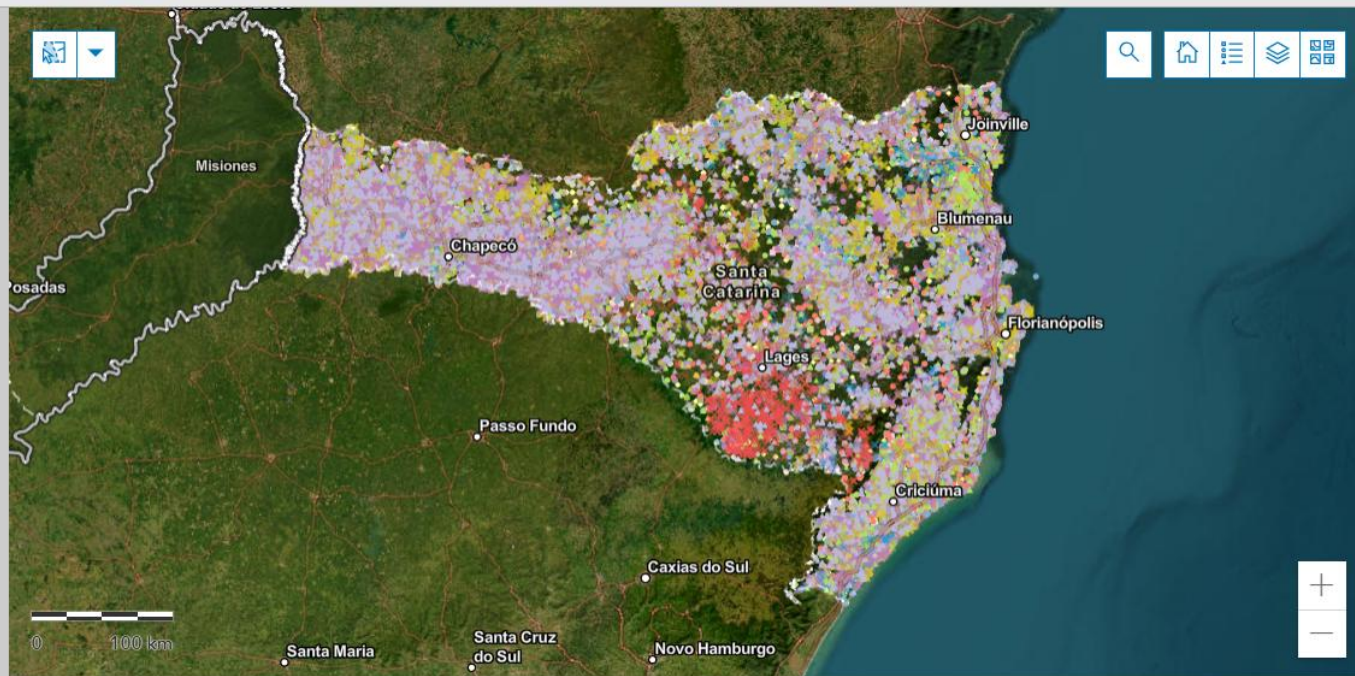 Joinville
Misiones
Blumenau
Chapecó
Santa
Catarina
Posadas
Florianópolis
Lages
Passo Fundo
Criciúma
Caxias do Sul
0 100 km
Santa Maria
Santa Cruz
do Sul
Novo Hamburgo